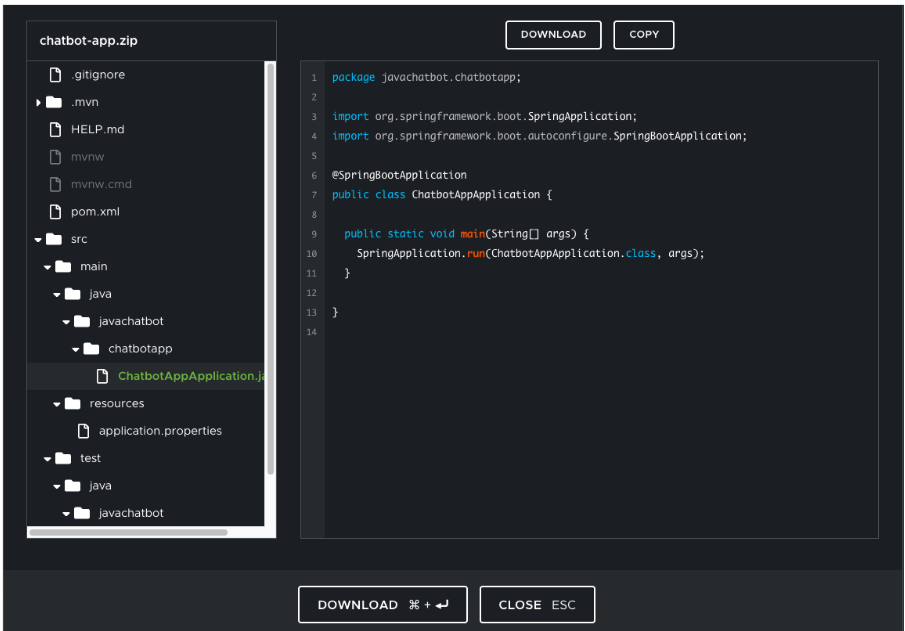 chatbot-app.zip
DOWNLOAD
COPY
.gitignore
.mvn
HELP.md
mvnw
mvnw.cmd
pom.xml
src
main
java
javachatbot
chatbotapp
ChatbotAppApplication.ja
resources
application.properties
test
java
javachatbot
1 package javachatbot.chatbotapp;
2
3 import org.springframework.boot.SpringApplication;
4 import org.springframework.boot.autoconfigure.SpringBootApplication;
5
6 @SpringBootApplication
7 public class ChatbotAppApplication {
8
9 public static void main(String[] args) {
10 SpringApplication.run(ChatbotAppApplication.class, args);
11 }
12
13 }
14
DOWNLOAD ⌘ + ↵
CLOSE ESC